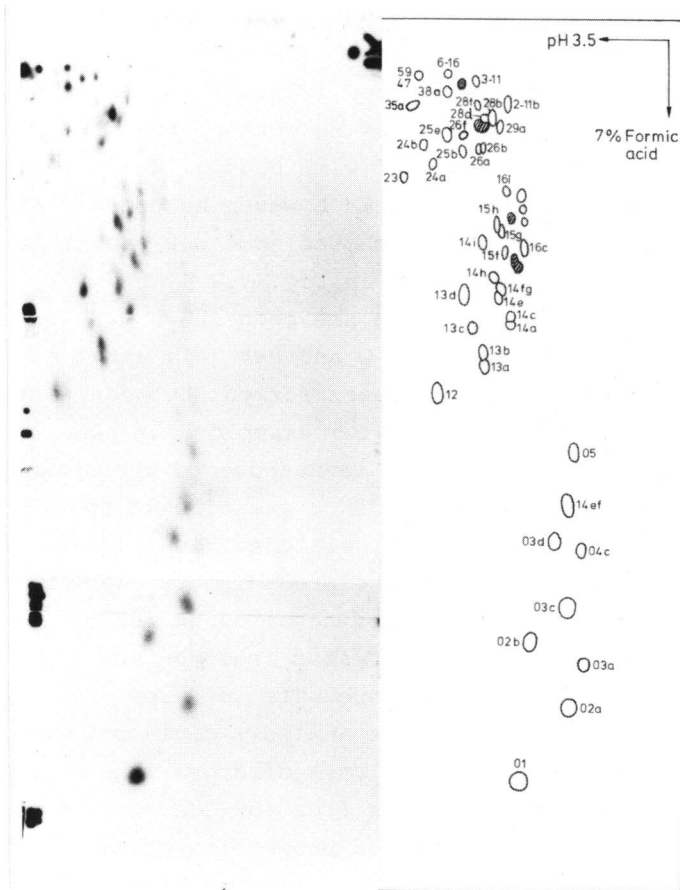 pH 3.5
7% Formic
acid
6-16
59
47
3-11
38a
35a
28f
28b
2-11b
28d
29a
25e
26f
24b
25b
26b
26a
24a
23
16i
15h
15g
14i
15f
16c
14h
14fg
13d
14e
14c
13c
14a
13b
13a
12
05
14ef
03d
04c
03c
02b
03a
02a
01